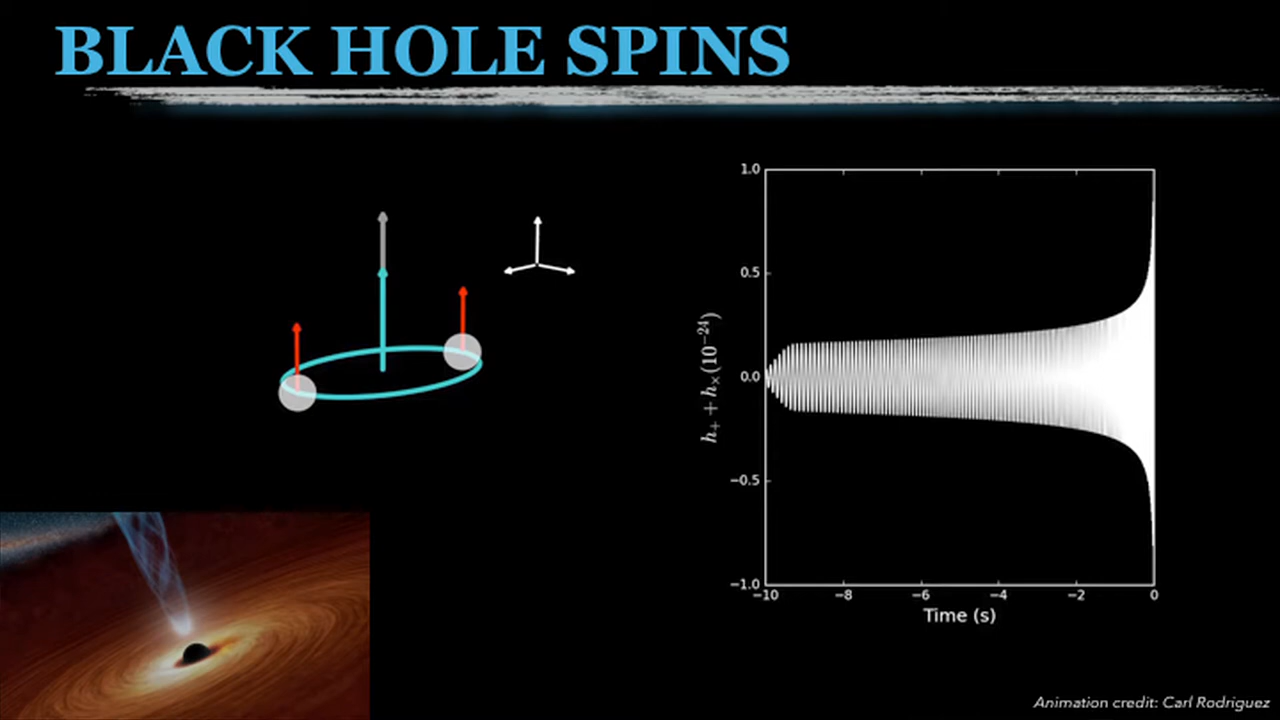 BLACK HOLE SPINS
1.0
0.5
0.0
−0.5
−1.0
h₊ + hₓ(10⁻²⁴)
−10 −8 −6 −4 −2 0
Time (s)
Animation credit: Carl Rodriguez